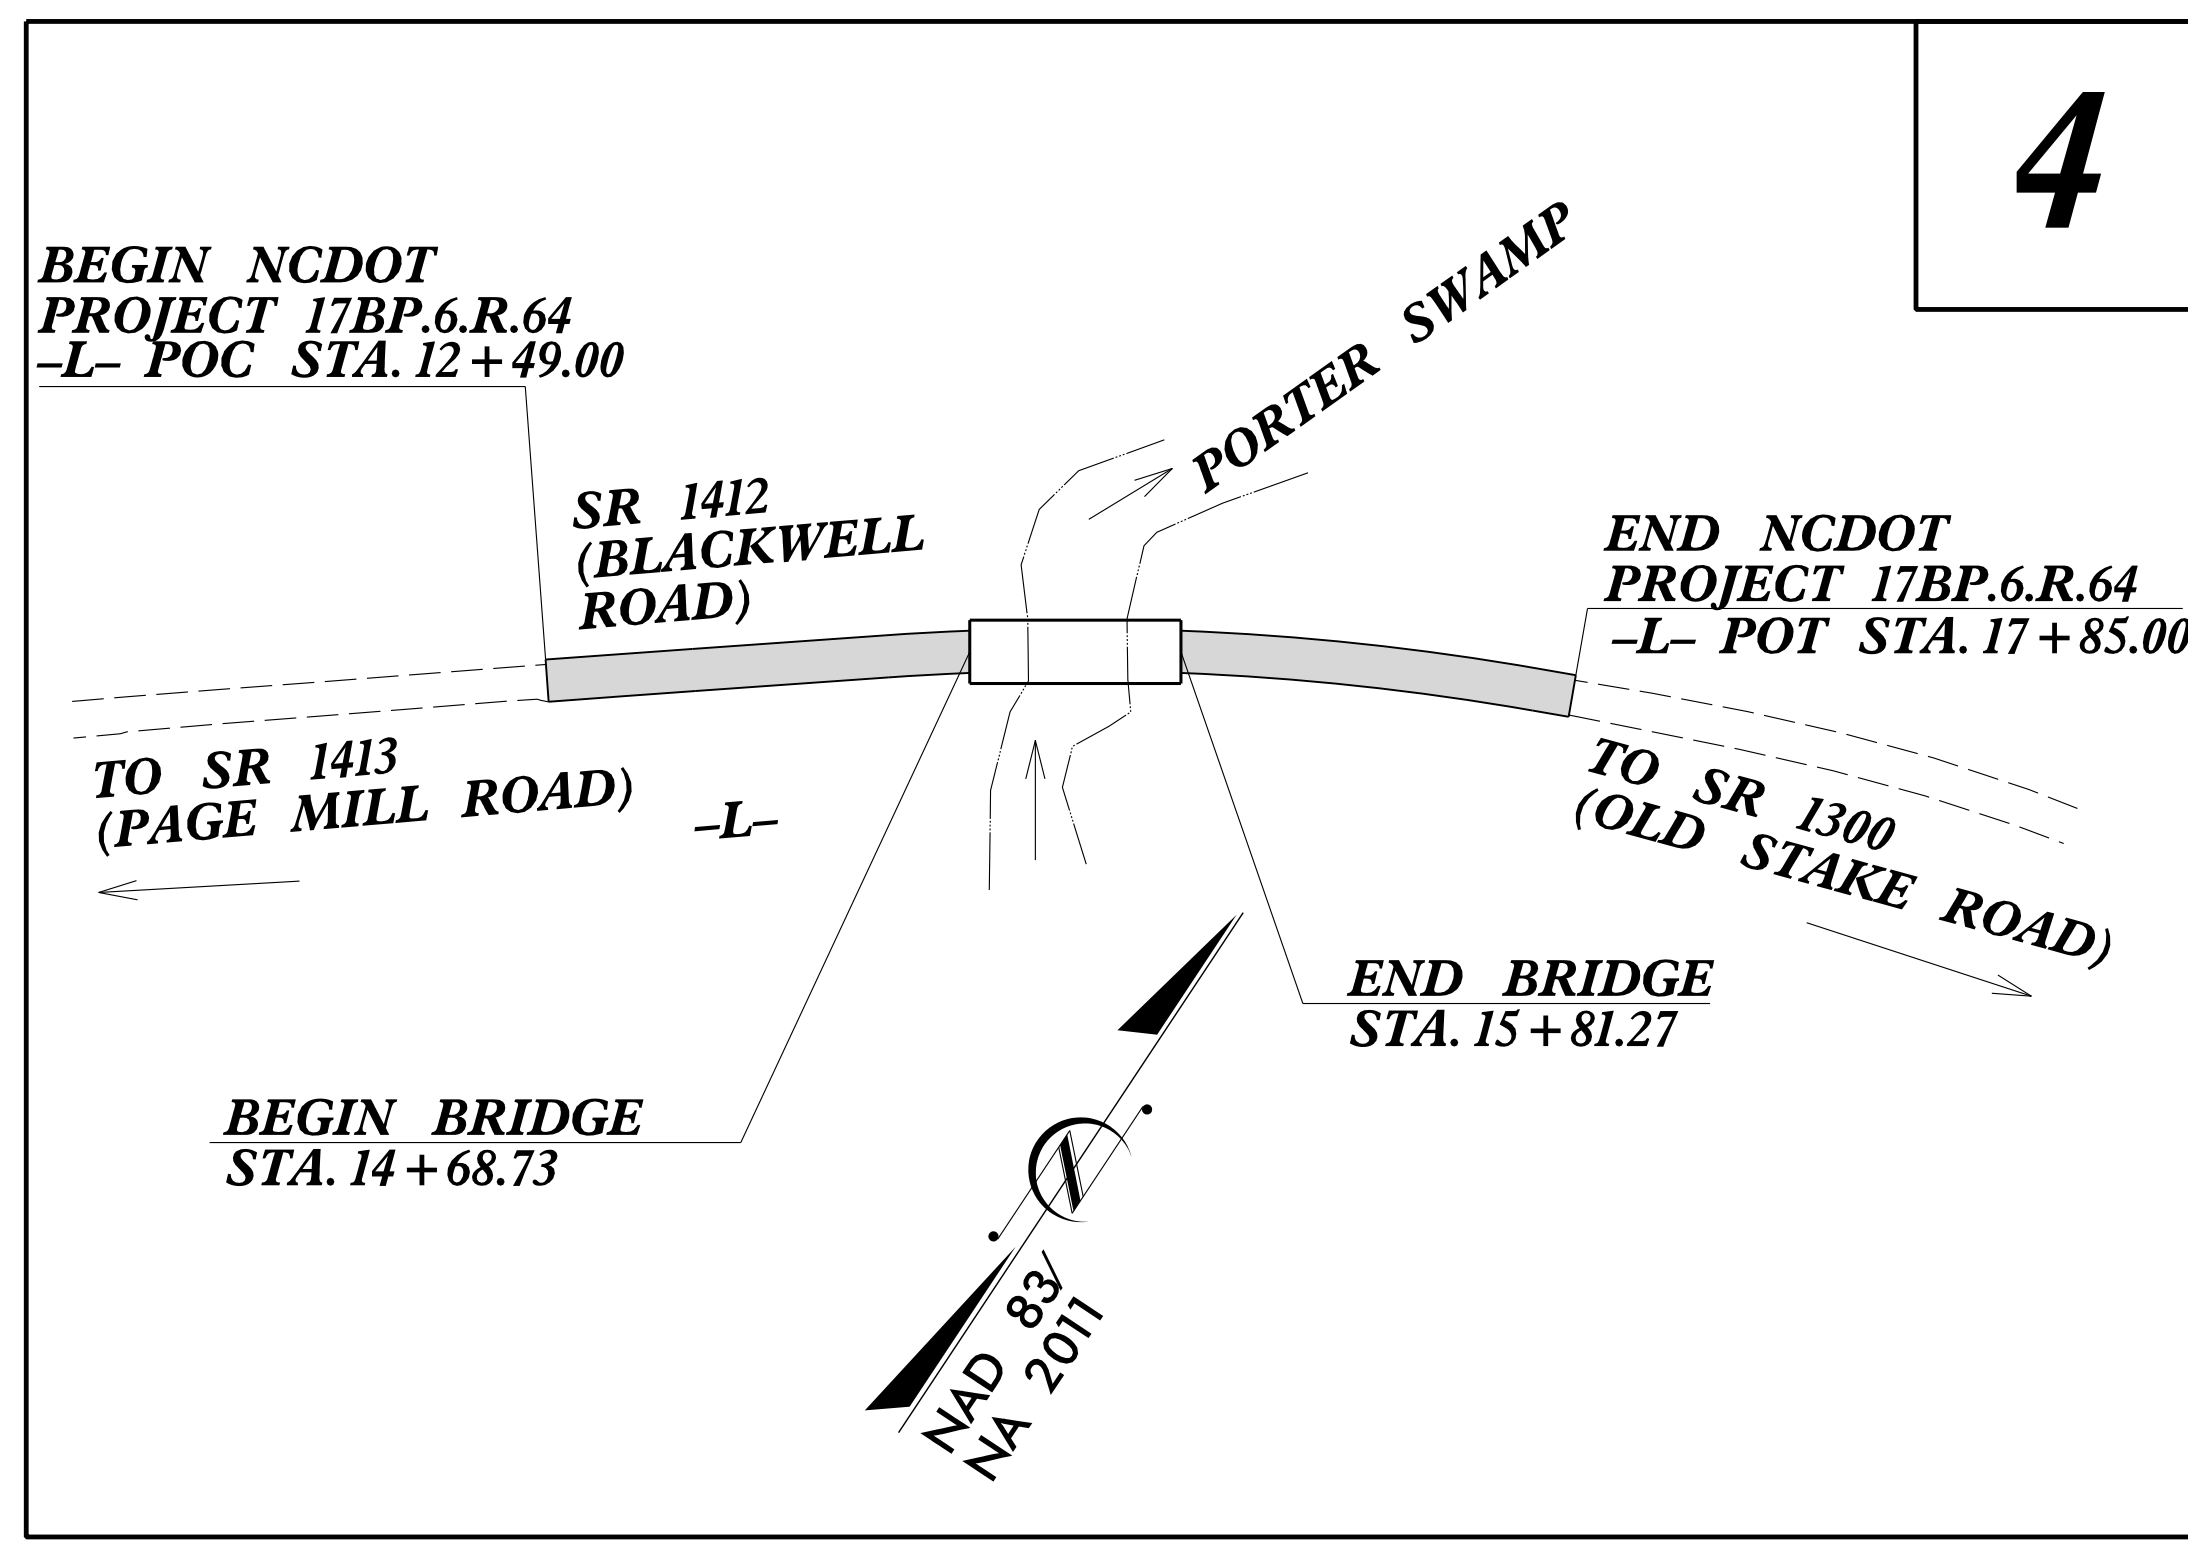 4
BEGIN NCDOT
PROJECT 17BP.6.R.64
-L- POC STA. 12+49.00
PORTER SWAMP
SR 1412
(BLACKWELL
ROAD)
END NCDOT
PROJECT 17BP.6.R.64
-L- POT STA. 17+85.00
TO SR 1413
(PAGE MILL ROAD)
-L-
TO SR 1300
(OLD STAKE ROAD)
END BRIDGE
STA. 15+81.27
BEGIN BRIDGE
STA. 14+68.73
N
NAD 83/
NA 2011